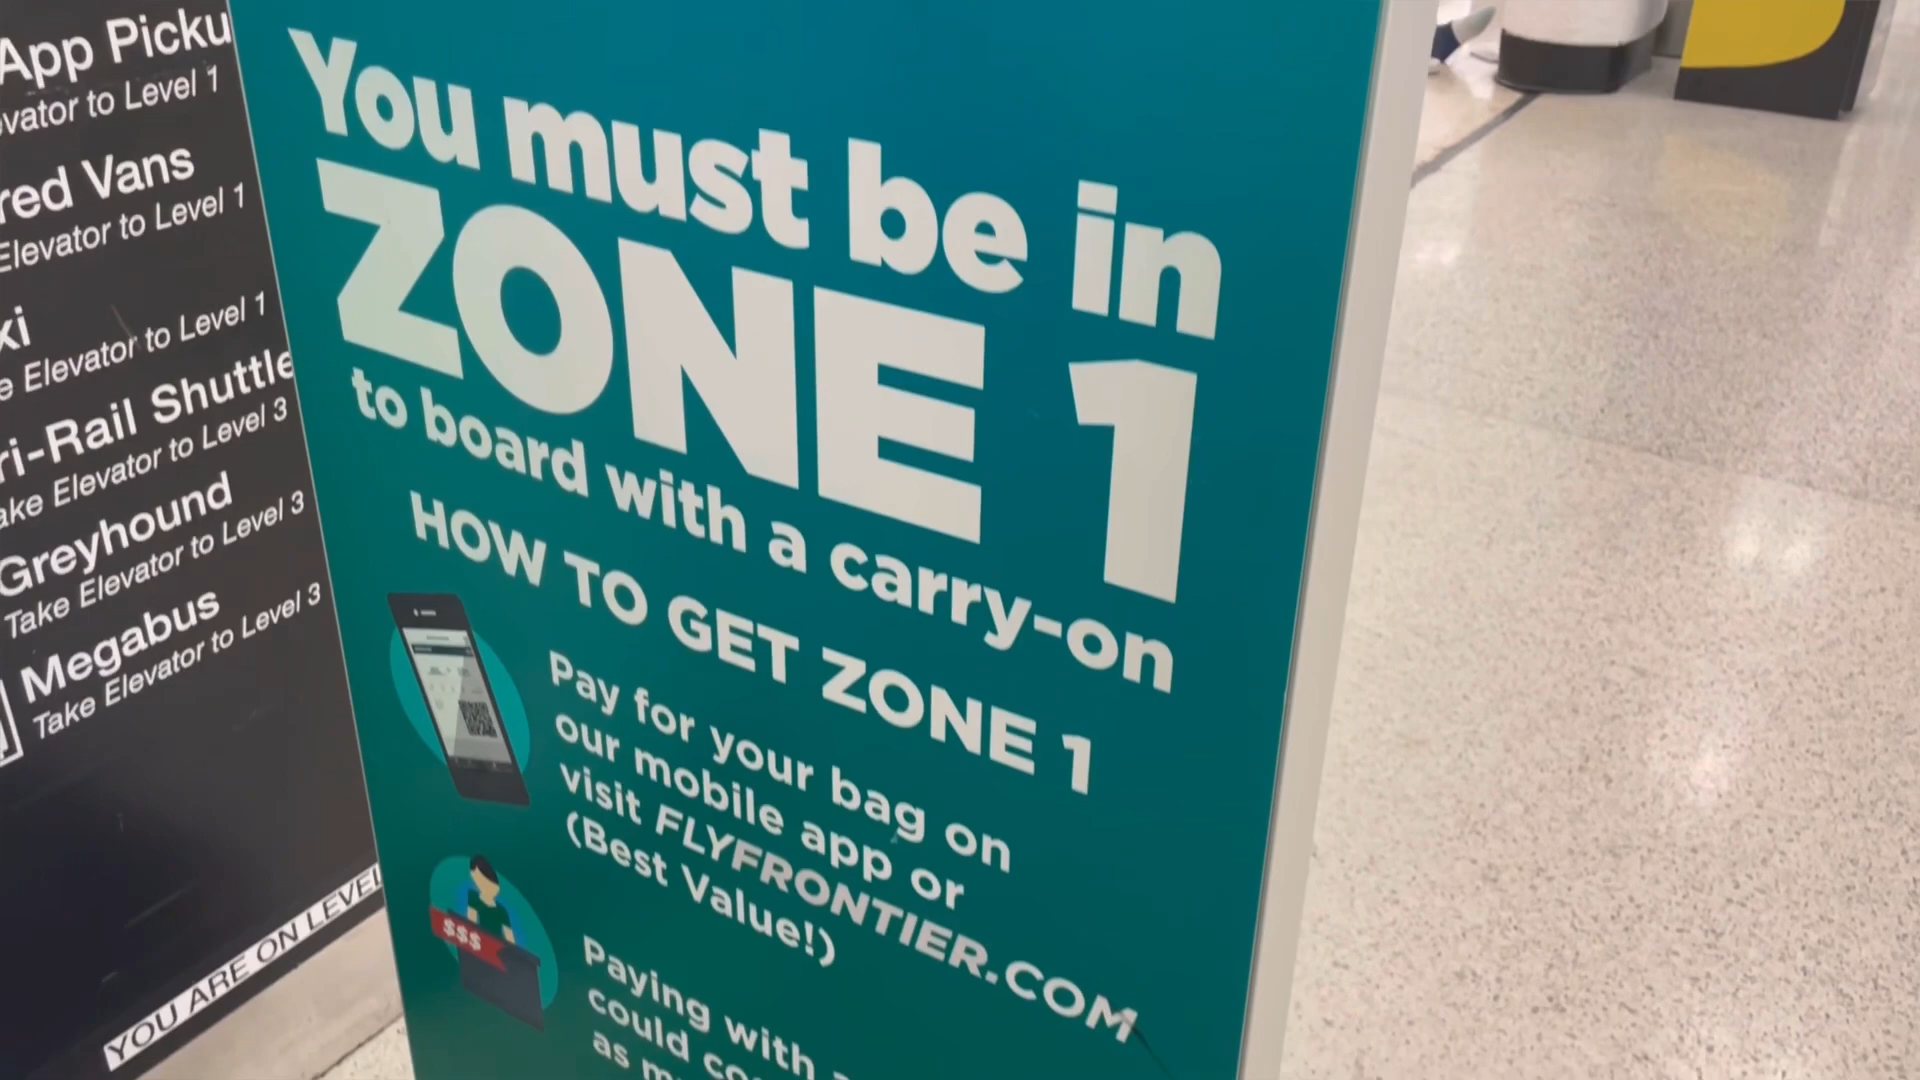 App
vator to Level 1
Vans
Elevator to Level 1
Elevator to Level 1
Shuttle
Elevator to Level 3
Greyhound
Take Elevator to Level 3
Megabus
Take Elevator to Level 3
YOU ARE ON LEVEL
You must be in
ZONE 1
to board with a carry-on
HOW TO GET ZONE 1
Pay for your bag on
our mobile app or
visit FLYFRONTIER.COM
(Best Value!)
$$$
Paying with
could
as